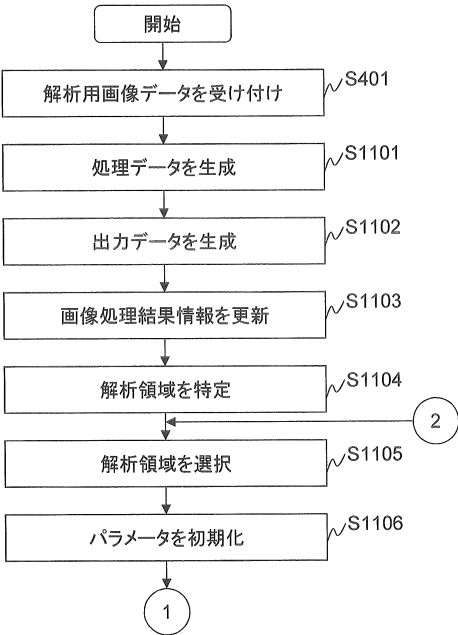 開始
解析用画像データを受け付け
S401
処理データを生成
S1101
出力データを生成
S1102
画像処理結果情報を更新
S1103
解析領域を特定
S1104
2
解析領域を選択
S1105
パラメータを初期化
S1106
1